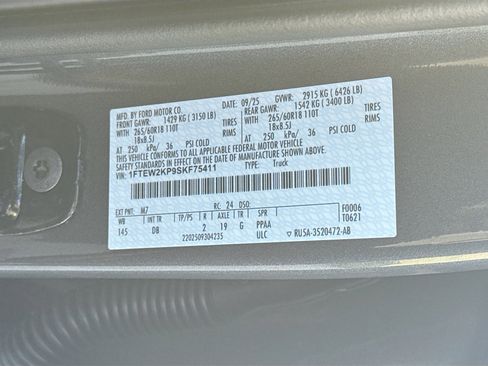 MFD. BY FORD MOTOR CO.
DATE: 09/25 GVWR: 2915 KG ( 6426 LB)
FRONT GAWR: 1429 KG ( 3150 LB) REAR GAWR: 1542 KG ( 3400 LB)
WITH TIRES WITH TIRES
265/60R18 110T RIMS 265/60R18 110T RIMS
18x8.5J 18x8.5J
AT 250 kPa/ 36 PSI COLD AT 250 kPa/ 36 PSI COLD
THIS VEHICLE CONFORMS TO ALL APPLICABLE FEDERAL MOTOR VEHICLE
SAFETY STANDARDS IN EFFECT ON THE DATE OF MANUFACTURE SHOWN ABOVE.
VIN: 1FTEW2KP9SKF75411 TYPE: Truck
F0006
T0621
EXT PNT: M7 RC: 24 DSO:
WB INT TR TP/PS R AXLE TR SPR
145 DB 2 19 G PPAA
2202509304235 ULC
▽ RU5A-3520472-AB